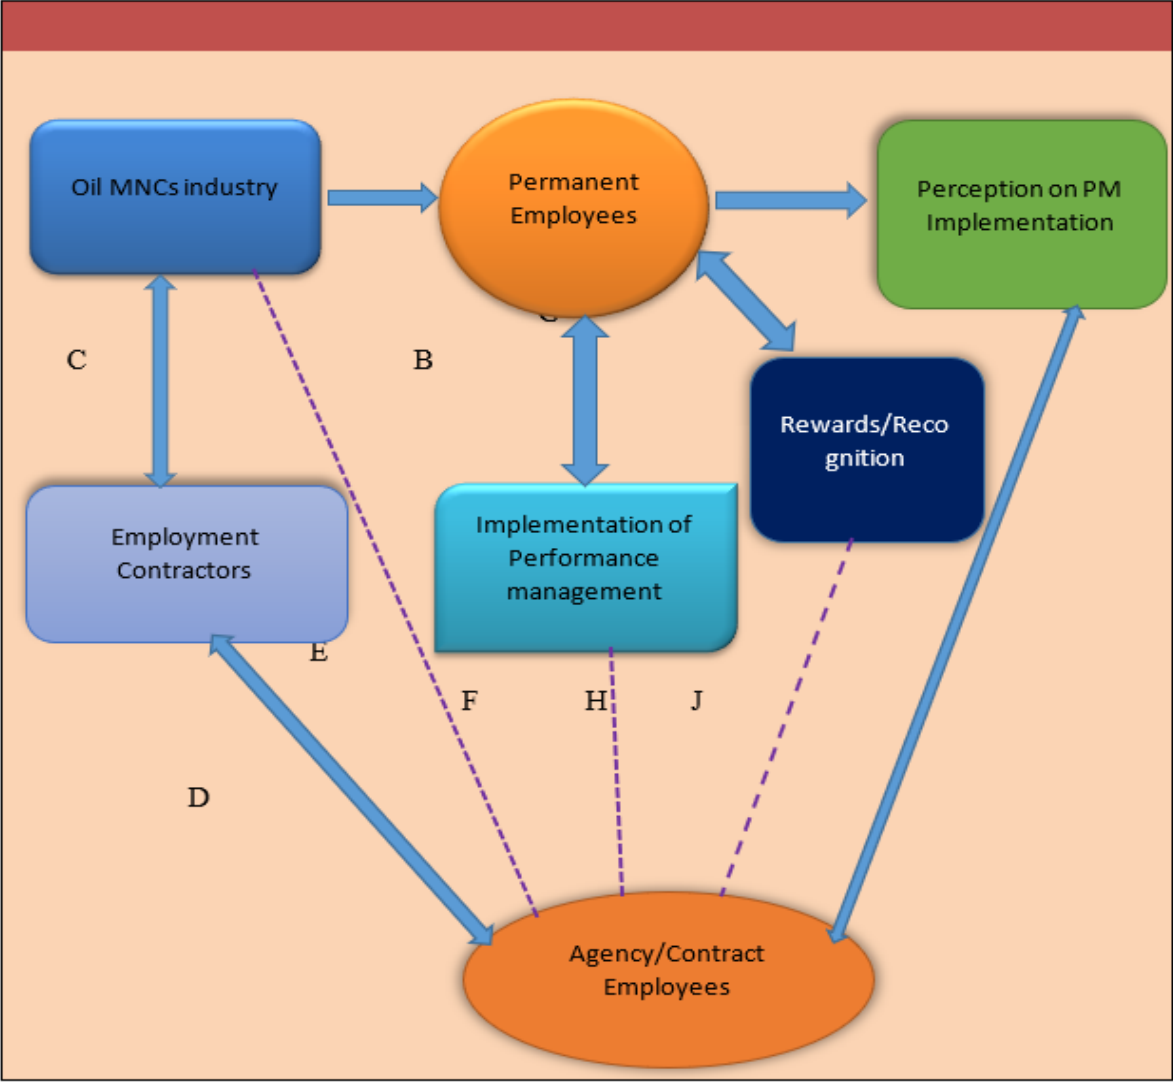 Oil MNCs industry
Permanent
Employees
Perception on PM
Implementation
C
B
Rewards/Reco
gnition
Employment
Contractors
Implementation of
Performance
management
E
F
H
J
D
Agency/Contract
Employees